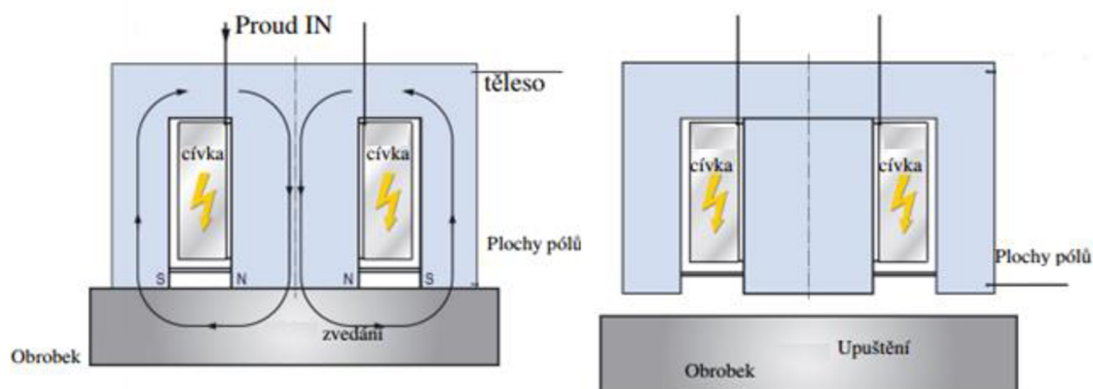 Proud IN
těleso
cívka
cívka
Plochy pólů
S
N
N
S
zvedání
Obrobek
cívka
cívka
Plochy pólů
Upuštění
Obrobek